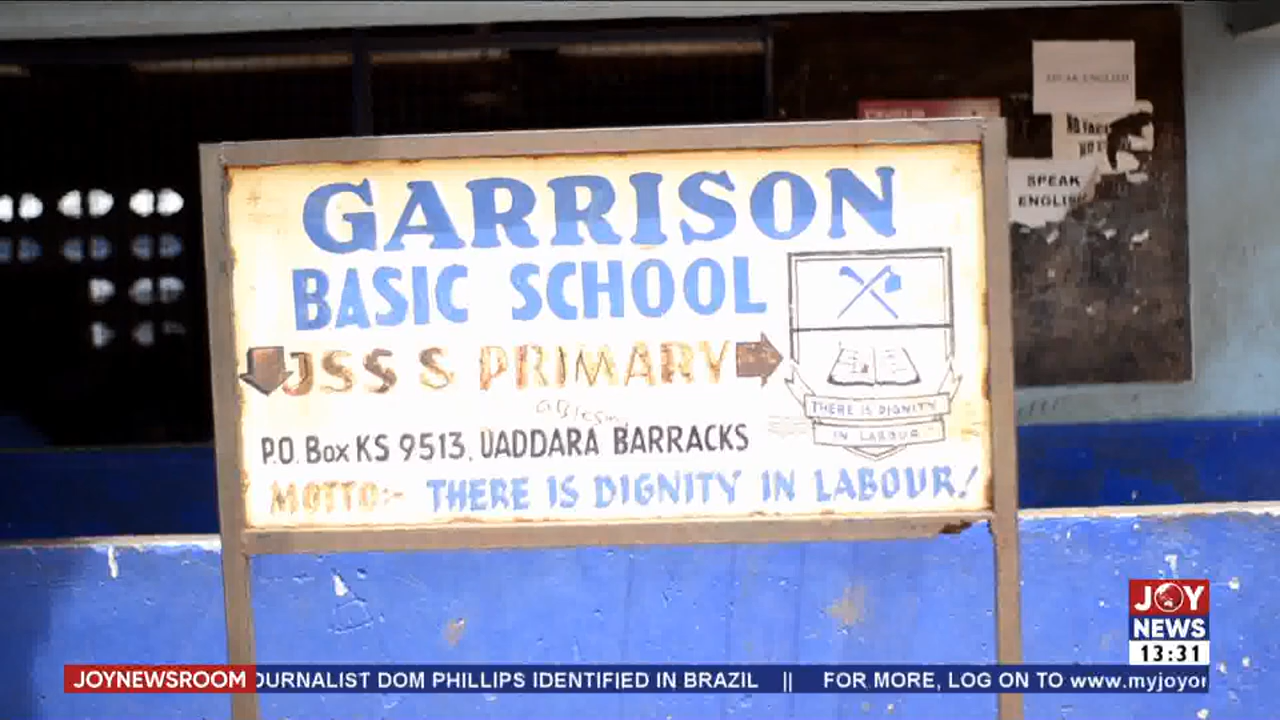 SPEAK ENGLISH
SPEAK
GARRISON
BASIC SCHOOL
JSS S PRIMARY
P.O. Box KS 9513, UADDARA BARRACKS
MOTTO:- THERE IS DIGNITY IN LABOUR!
THERE IS DIGNITY
IN LABOUR
JOY
NEWS
13:31
JOYNEWSROOM
OURNALIST DOM PHILLIPS IDENTIFIED IN BRAZIL || FOR MORE, LOG ON TO www.myjoyo